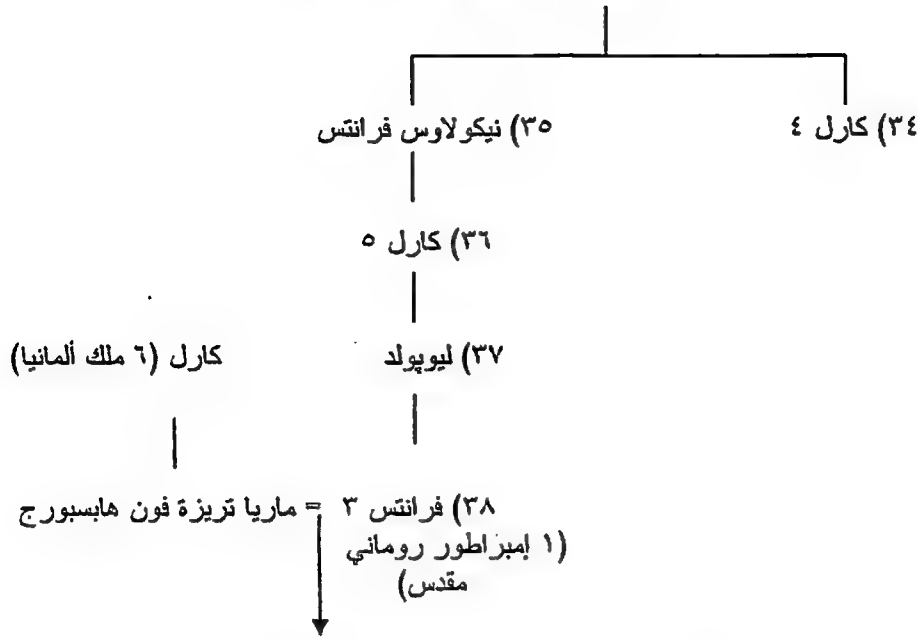 ٣٤) كارل ٤
٣٥) نيكولاوس فرانتس
٣٦) كارل ٥
٣٧) ليوپولد
كارل (٦ ملك ألمانيا)
٣٨) فرانتس ٣ = ماريا تريزة فون هابسبورج
(١ إمبراطور روماني
مقدس)